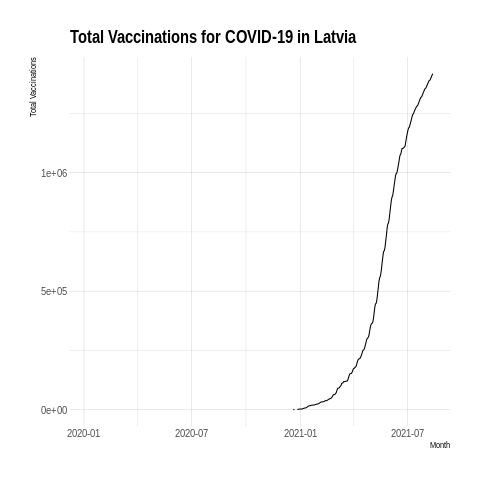 Total Vaccinations for COVID-19 in Latvia
Total Vaccinations
1e+06
5e+05
0e+00
2020-01 2020-07 2021-01 2021-07
Month